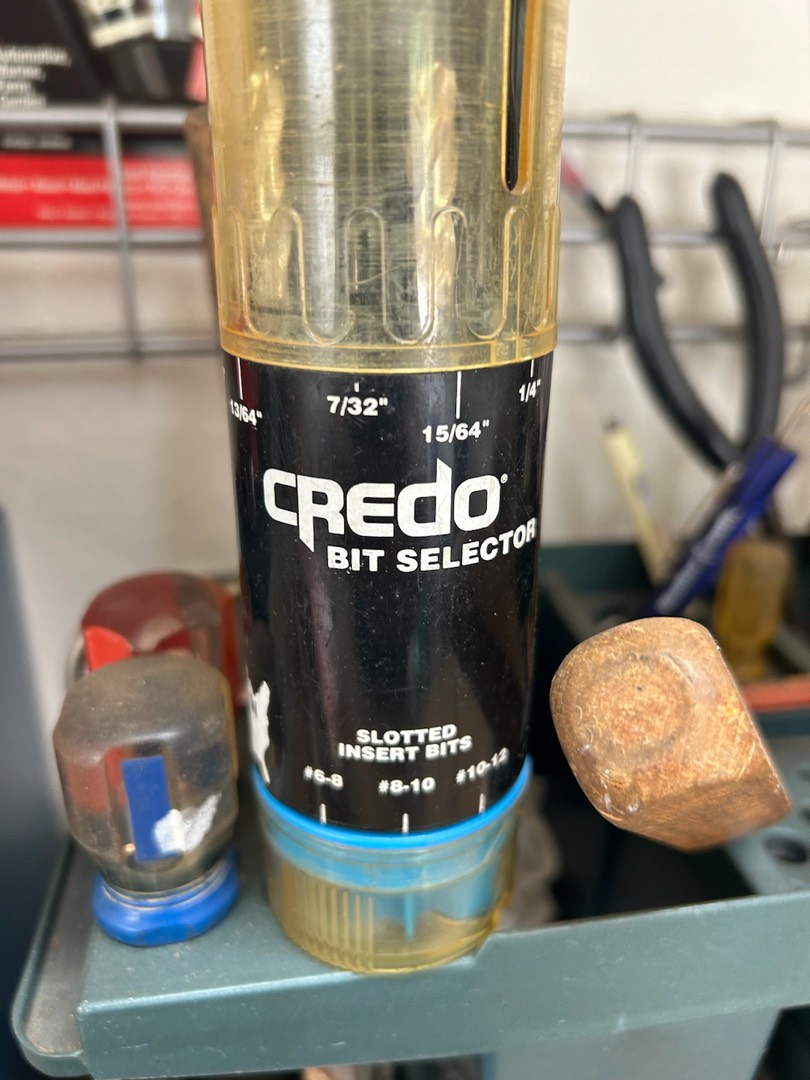 Automotive,
13/64"
7/32"
15/64"
1/4"
CREDO®
BIT SELECTOR
SLOTTED
INSERT BITS
#6-8
#8-10
#10-12